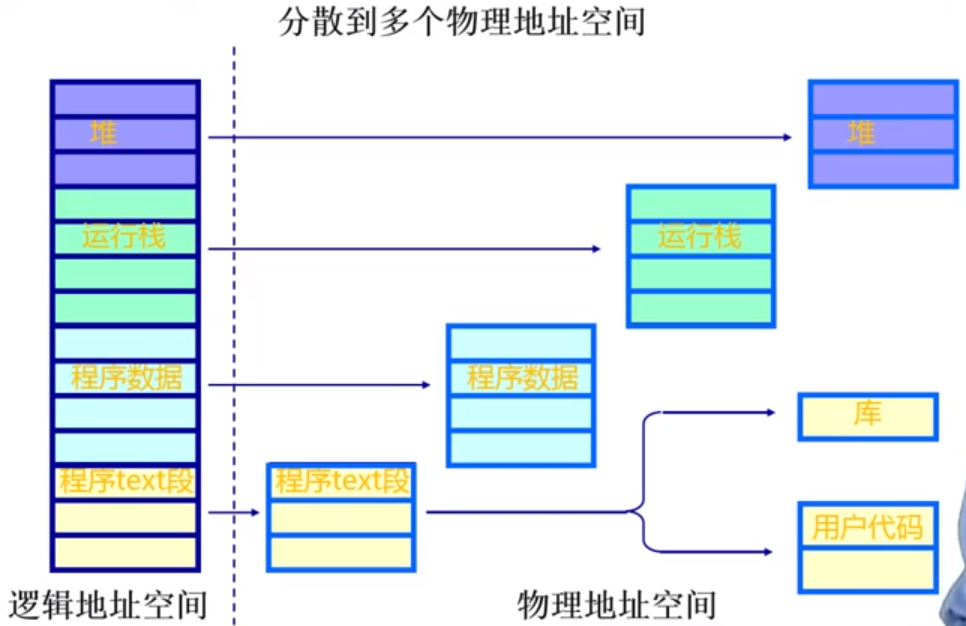 分散到多个物理地址空间
堆
堆
运行栈
运行栈
程序数据
程序数据
库
程序text段
程序text段
用户代码
逻辑地址空间
物理地址空间